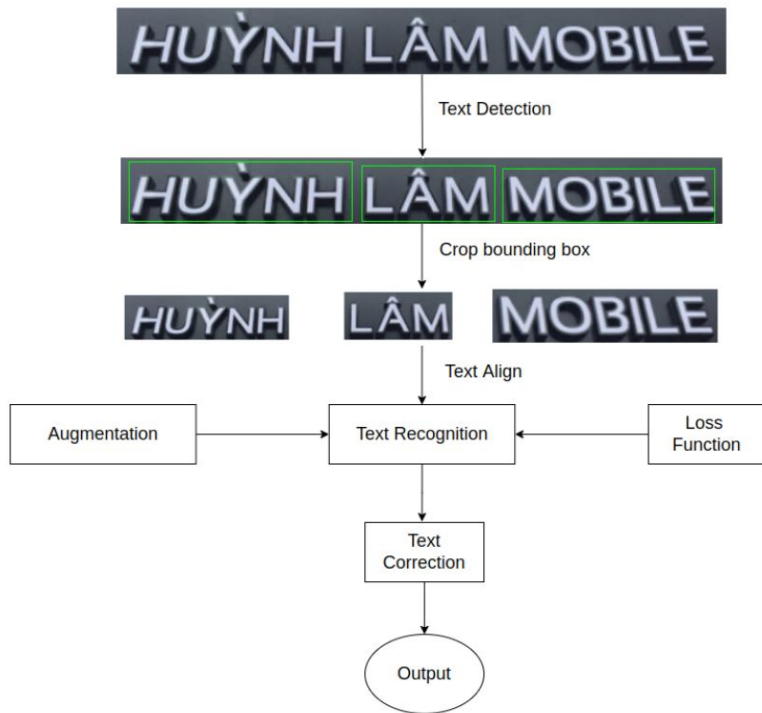 HUỲNH LÂM MOBILE
Text Detection
HUỲNH LÂM MOBILE
Crop bounding box
HUỲNH LÂM MOBILE
Text Align
Augmentation
Text Recognition
Loss
Function
Text
Correction
Output